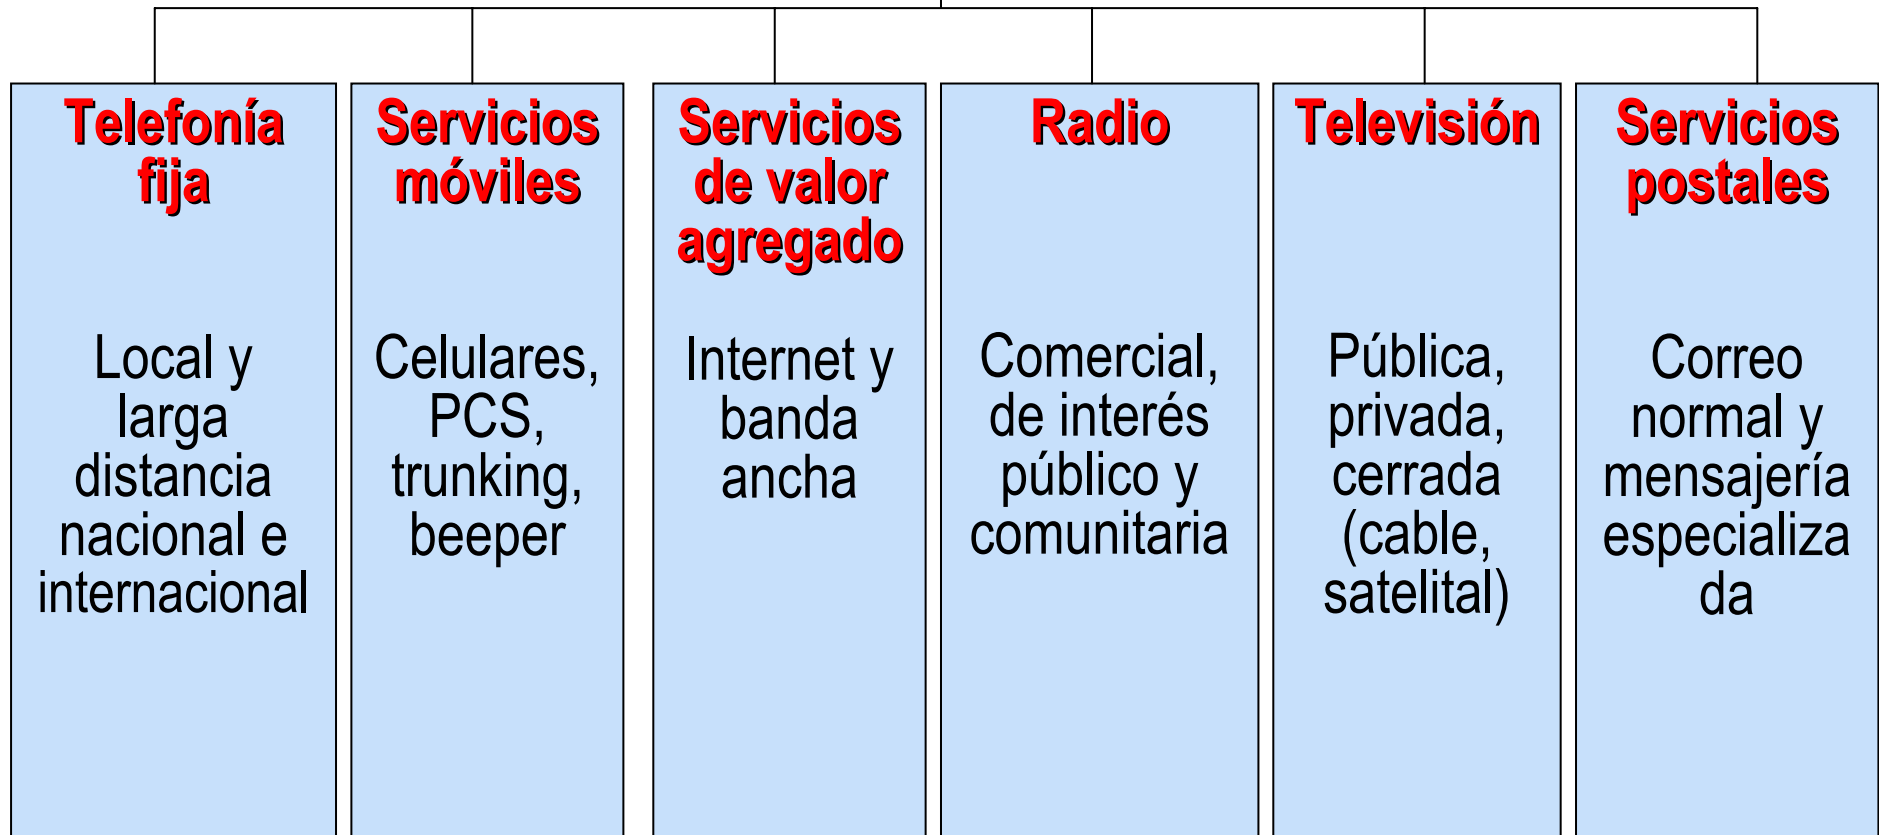 Telefonía
fija
Local y
larga
distancia
nacional e
internacional
Servicios
móviles
Celulares,
PCS,
trunking,
beeper
Servicios
de valor
agregado
Internet y
banda
ancha
Radio
Comercial,
de interés
público y
comunitaria
Televisión
Pública,
privada,
cerrada
(cable,
satelital)
Servicios
postales
Correo
normal y
mensajería
especializa
da